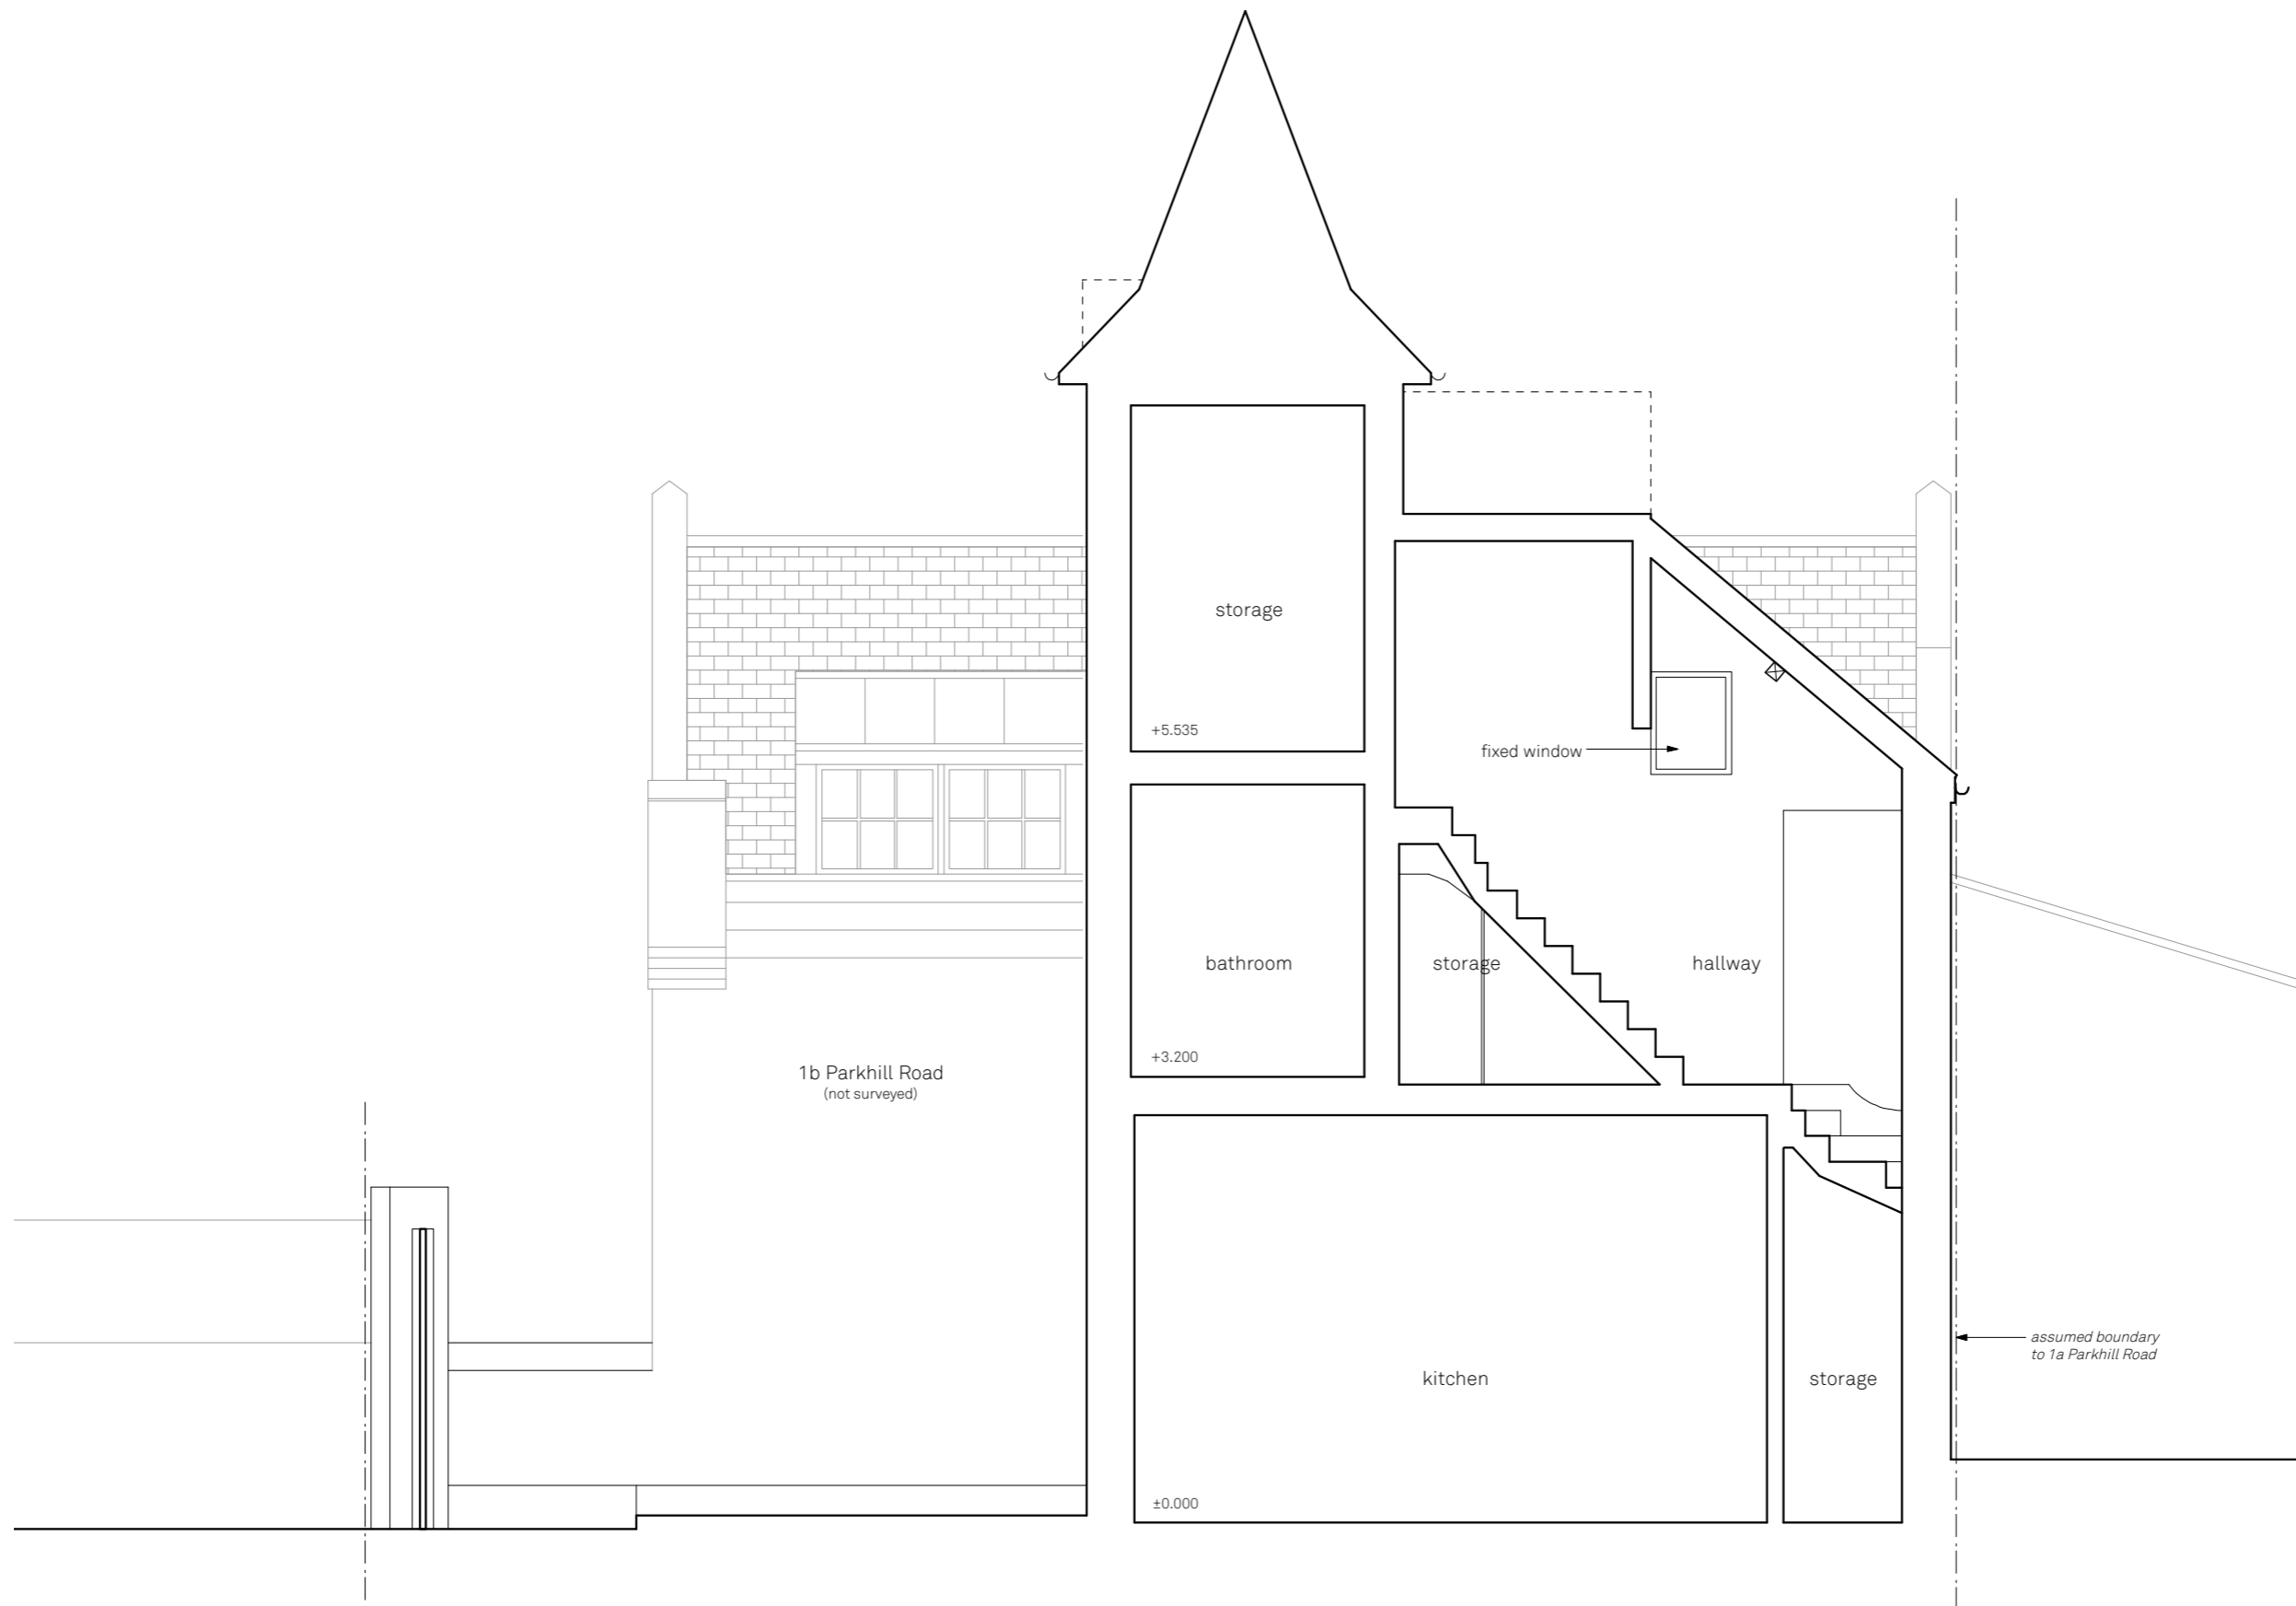 storage
+5.535
fixed window
bathroom
storage
hallway
+3.200
1b Parkhill Road
(not surveyed)
assumed boundary
to 1a Parkhill Road
kitchen
storage
±0.000